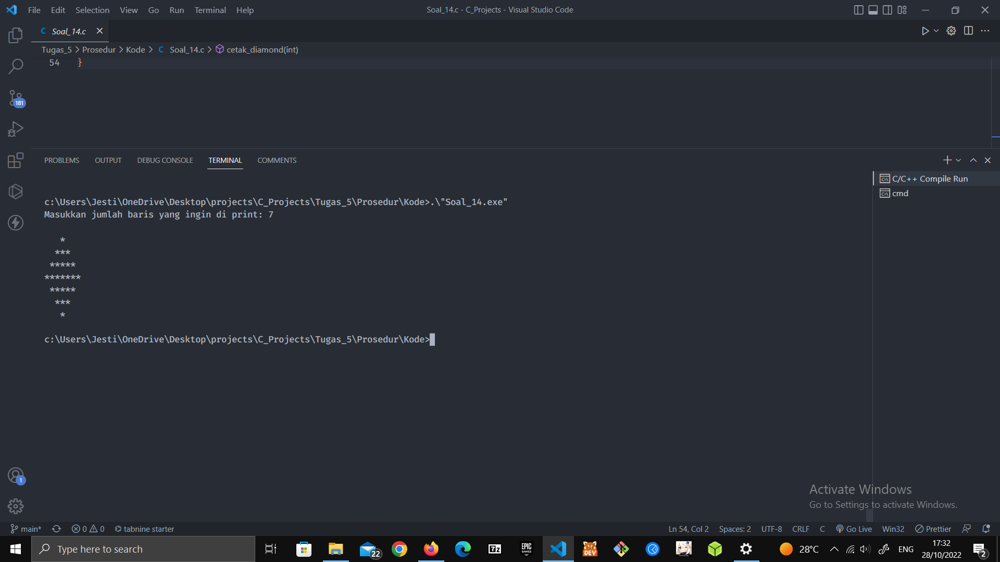 File Edit Selection View Go Run Terminal Help
Soal_14.c - C_Projects - Visual Studio Code
C Soal_14.c
Tugas_5 > Prosedur > Kode > C Soal_14.c > cetak_diamond(int)
54 }
181
PROBLEMS OUTPUT DEBUG CONSOLE TERMINAL COMMENTS
C/C++ Compile Run
cmd
c:\Users\Jesti\OneDrive\Desktop\projects\C_Projects\Tugas_5\Prosedur\Kode>.\"Soal_14.exe"
Masukkan jumlah baris yang ingin di print: 7
   *
  ***
 *****
*******
 *****
  ***
   *
c:\Users\Jesti\OneDrive\Desktop\projects\C_Projects\Tugas_5\Prosedur\Kode>
1
Activate Windows
Go to Settings to activate Windows.
main* 0 0 tabnine starter
Ln 54, Col 2 Spaces: 2 UTF-8 CRLF C Go Live Win32 Prettier
Type here to search
22
7z
EPIC GAMES
DEV
28°C
ENG
17:32
28/10/2022
2